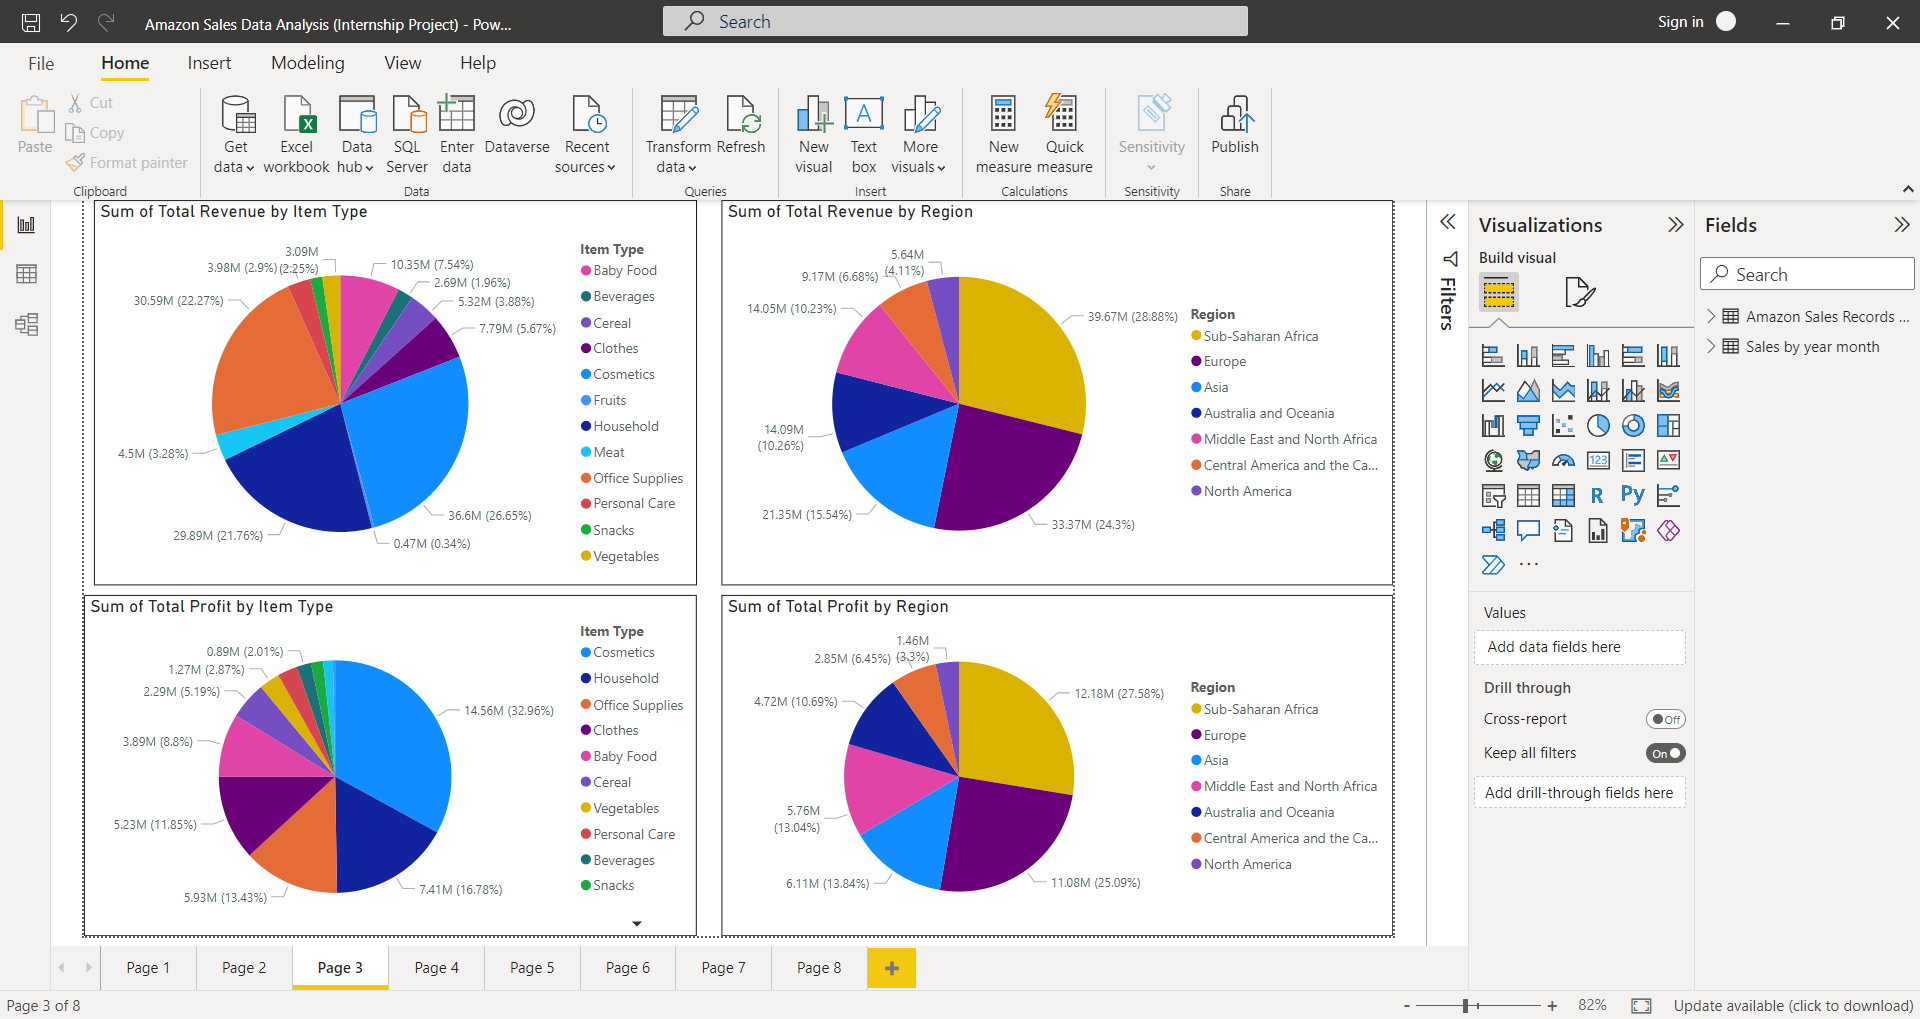 Amazon Sales Data Analysis (Internship Project) - Pow...
Search
Sign in
File
Home
Insert
Modeling
View
Help
Paste
Cut
Copy
Format painter
Clipboard
Get data
Excel workbook
Data hub
SQL Server
Enter data
Dataverse
Recent sources
Data
Transform data
Refresh
Queries
New visual
Text box
More visuals
Insert
New measure
Quick measure
Calculations
Sensitivity
Sensitivity
Publish
Share
Sum of Total Revenue by Item Type
3.09M
(2.25%)
3.98M (2.9%)
10.35M (7.54%)
2.69M (1.96%)
5.32M (3.88%)
7.79M (5.67%)
30.59M (22.27%)
4.5M (3.28%)
29.89M (21.76%)
36.6M (26.65%)
0.47M (0.34%)
Item Type
Baby Food
Beverages
Cereal
Clothes
Cosmetics
Fruits
Household
Meat
Office Supplies
Personal Care
Snacks
Vegetables
Sum of Total Revenue by Region
5.64M
(4.11%)
9.17M (6.68%)
14.05M (10.23%)
39.67M (28.88%)
14.09M
(10.26%)
21.35M (15.54%)
33.37M (24.3%)
Region
Sub-Saharan Africa
Europe
Asia
Australia and Oceania
Middle East and North Africa
Central America and the Ca...
North America
Sum of Total Profit by Item Type
0.89M (2.01%)
1.27M (2.87%)
2.29M (5.19%)
3.89M (8.8%)
14.56M (32.96%)
5.23M (11.85%)
5.93M (13.43%)
7.41M (16.78%)
Item Type
Cosmetics
Household
Office Supplies
Clothes
Baby Food
Cereal
Vegetables
Personal Care
Beverages
Snacks
Sum of Total Profit by Region
1.46M
(3.3%)
2.85M (6.45%)
4.72M (10.69%)
12.18M (27.58%)
5.76M
(13.04%)
6.11M (13.84%)
11.08M (25.09%)
Region
Sub-Saharan Africa
Europe
Asia
Middle East and North Africa
Australia and Oceania
Central America and the Ca...
North America
Filters
Visualizations
Build visual
123
R
Py
...
Values
Add data fields here
Drill through
Cross-report
Off
Keep all filters
On
Add drill-through fields here
Fields
Search
Amazon Sales Records ...
Sales by year month
Page 1
Page 2
Page 3
Page 4
Page 5
Page 6
Page 7
Page 8
+
Page 3 of 8
- +
82%
Update available (click to download)